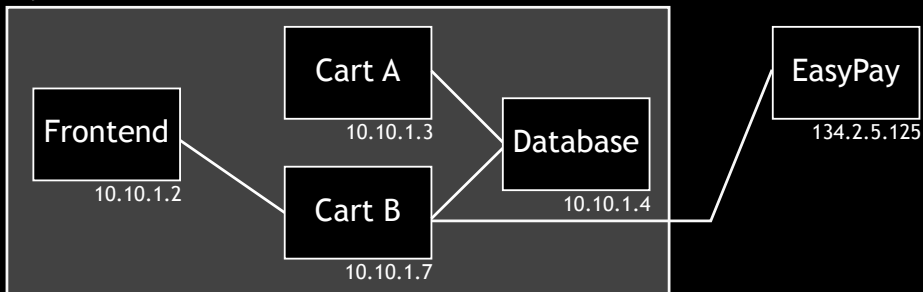 Cart A
10.10.1.3
EasyPay
134.2.5.125
Frontend
10.10.1.2
Database
10.10.1.4
Cart B
10.10.1.7